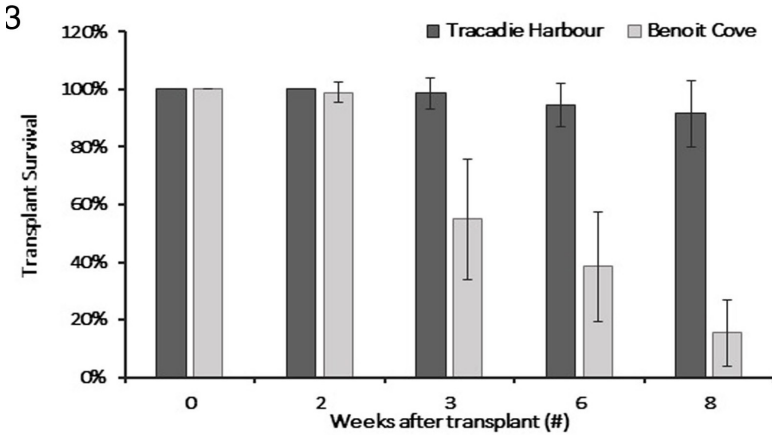 3
120%
Tracadie Harbour
Benoit Cove
100%
80%
60%
40%
20%
0%
Transplant Survival
0 2 3 6 8
Weeks after transplant (#)